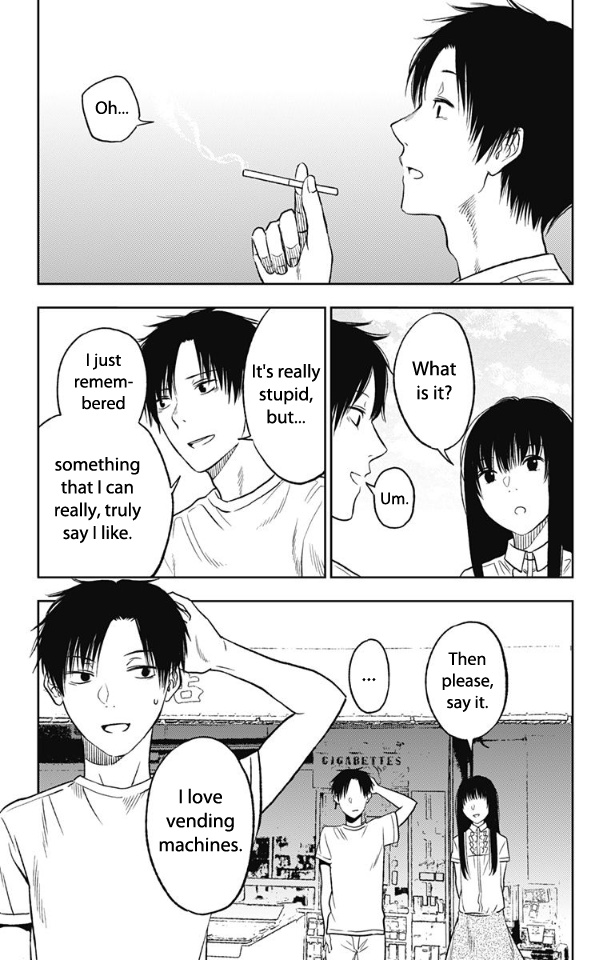 Oh...
What
is it?
Um.
It's really
stupid,
but...
I just
remem-
bered
something
that I can
really, truly
say I like.
Then
please,
say it.
...
CIGABETTES
I love
vending
machines.